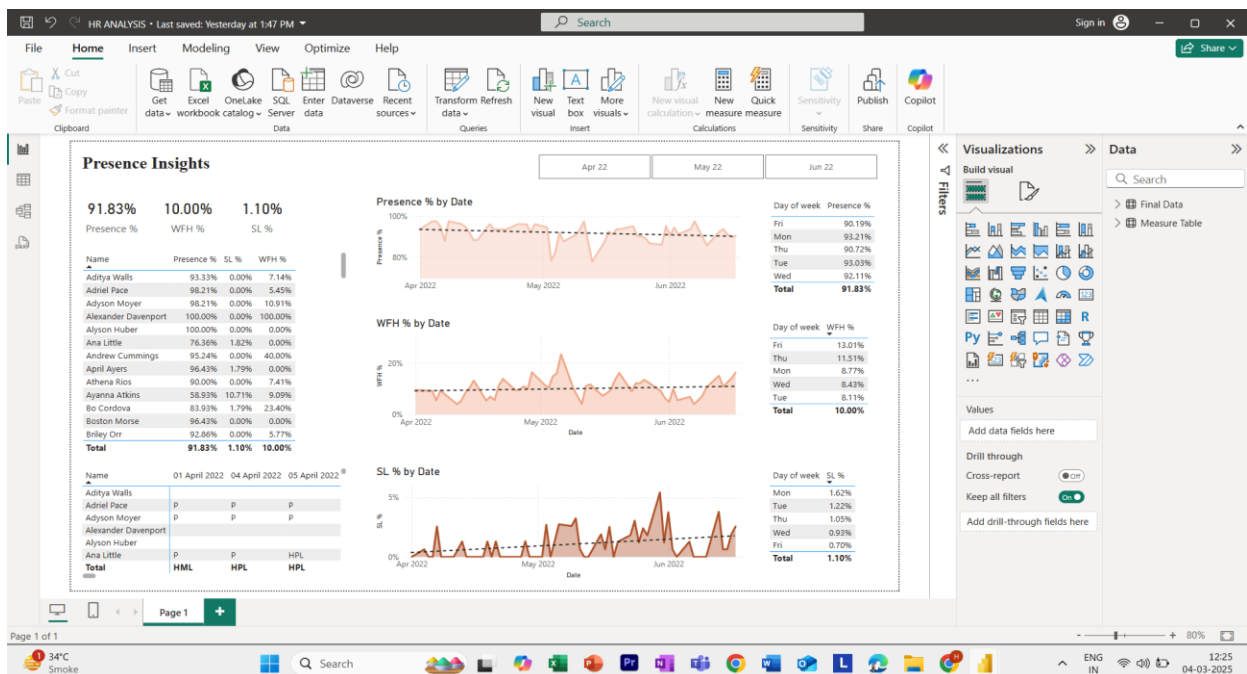 HR ANALYSIS • Last saved: Yesterday at 1:47 PM
Search
Sign in
File Home Insert Modeling View Optimize Help
Share
Paste
Cut
Copy
Format painter
Clipboard
Get data
Excel workbook
OneLake catalog
SQL Server
Enter data
Dataverse
Recent sources
Data
Transform data
Refresh
Queries
New visual
Text box
More visuals
Insert
New visual calculation
New measure
Quick measure
Calculations
Sensitivity
Sensitivity
Publish
Share
Copilot
Copilot
Presence Insights
Apr 22 May 22 Jun 22
91.83% 10.00% 1.10%
Presence % WFH % SL %
Name Presence % SL % WFH %
Aditya Walls 93.33% 0.00% 7.14%
Adriel Pace 98.21% 0.00% 5.45%
Adyson Moyer 98.21% 0.00% 10.91%
Alexander Davenport 100.00% 0.00% 100.00%
Alyson Huber 100.00% 0.00% 0.00%
Ana Little 76.36% 1.82% 0.00%
Andrew Cummings 95.24% 0.00% 40.00%
April Ayers 96.43% 1.79% 0.00%
Athena Rios 90.00% 0.00% 7.41%
Ayanna Atkins 58.93% 10.71% 9.09%
Bo Cordova 83.93% 1.79% 23.40%
Boston Morse 96.43% 0.00% 0.00%
Briley Orr 92.86% 0.00% 5.77%
Total 91.83% 1.10% 10.00%
Name 01 April 2022 04 April 2022 05 April 2022
Aditya Walls
Adriel Pace P P P
Adyson Moyer P P P
Alexander Davenport
Alyson Huber
Ana Little P P HPL
Total HML HPL HPL
Presence % by Date
Presence %
100%
80%
Apr 2022 May 2022 Jun 2022
Day of week Presence %
Fri 90.19%
Mon 93.21%
Thu 90.72%
Tue 93.03%
Wed 92.11%
Total 91.83%
WFH % by Date
WFH %
20%
0%
Apr 2022 May 2022 Jun 2022
Date
Day of week WFH %
Fri 13.01%
Thu 11.51%
Mon 8.77%
Wed 8.43%
Tue 8.11%
Total 10.00%
SL % by Date
SL %
5%
0%
Apr 2022 May 2022 Jun 2022
Date
Day of week SL %
Mon 1.62%
Tue 1.22%
Thu 1.05%
Wed 0.93%
Fri 0.70%
Total 1.10%
Filters
Visualizations
Build visual
R
Py
Values
Add data fields here
Drill through
Cross-report Off
Keep all filters On
Add drill-through fields here
Data
Search
Final Data
Measure Table
Page 1
Page 1 of 1
80%
1
34°C
Smoke
Search
ENG
IN
12:25
04-03-2025